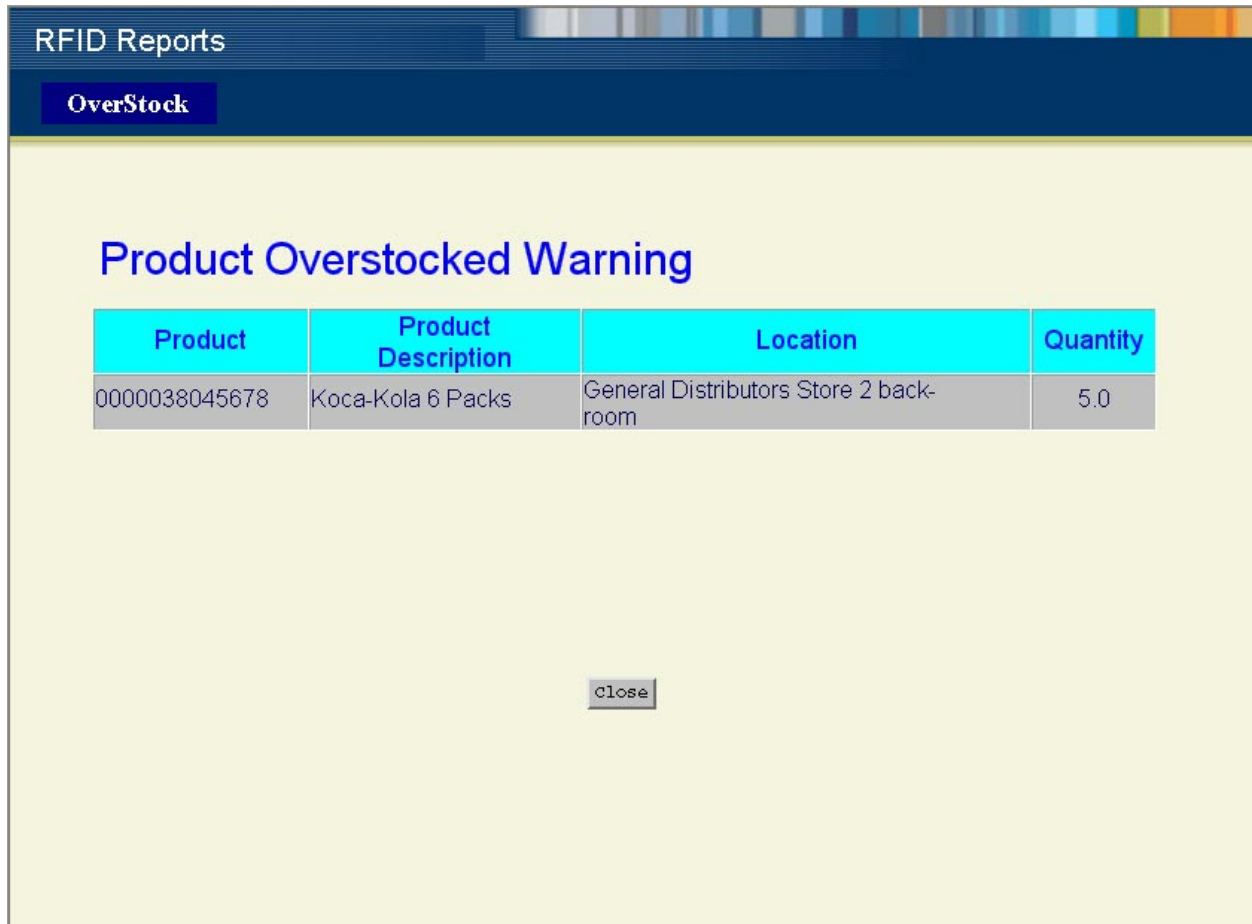 RFID Reports
OverStock
Product Overstocked Warning
Product
Product
Description
Location
Quantity
0000038045678
Koca-Kola 6 Packs
General Distributors Store 2 back-
room
5.0
Close